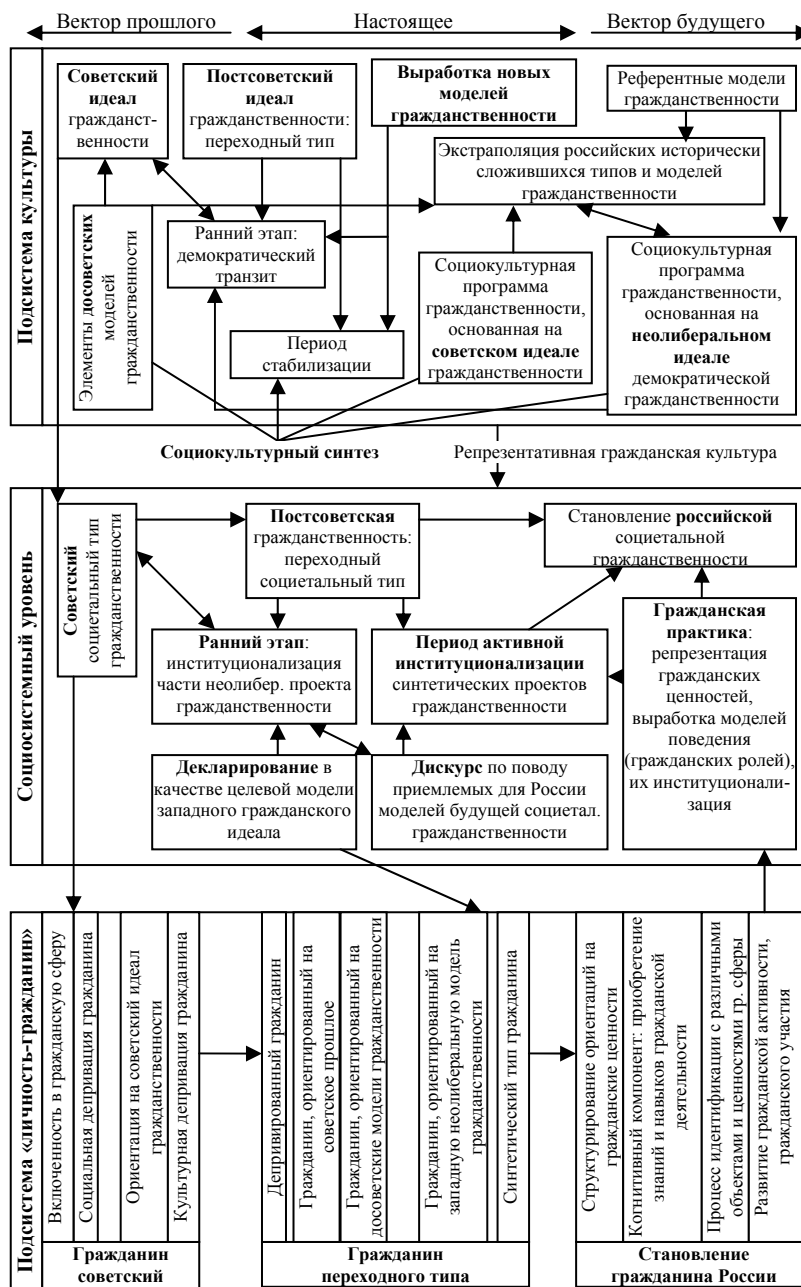 Вектор прошлого
Настоящее
Вектор будущего
Подсистема культуры
Советский
идеал
гражданст-
венности
Постсоветский
идеал
гражданственности:
переходный тип
Выработка новых
моделей
гражданственности
Референтные модели
гражданственности
Экстраполяция российских исторически
сложившихся типов и моделей
гражданственности
Элементы досоветских
моделей
гражданственности
Ранний этап:
демократический
транзит
Период
стабилизации
Социокультурная
программа
гражданственности,
основанная на
советском идеале
гражданственности
Социокультурная
программа
гражданственности,
основанная на
неолиберальном
идеале
демократической
гражданственности
Социокультурный синтез
Репрезентативная гражданская культура
Социосистемный уровень
Советский
социетальный тип
гражданственности
Постсоветская
гражданственность:
переходный
социетальный тип
Становление российской
социетальной
гражданственности
Ранний этап:
институционализация
части неолибер. проекта
гражданственности
Период активной
институционализации
синтетических проектов
гражданственности
Гражданская
практика:
репрезентация
гражданских
ценностей,
выработка моделей
поведения
(гражданских ролей),
их институционали-
зация
Декларирование в
качестве целевой модели
западного гражданского
идеала
Дискурс по поводу
приемлемых для России
моделей будущей социетал.
гражданственности
Подсистема «личность-гражданин»
Включенность в гражданскую сферу
Социальная депривация гражданина
Ориентация на советский идеал
гражданственности
Культурная депривация гражданина
Гражданин
советский
Депривированный гражданин
Гражданин, ориентированный на
советское прошлое
Гражданин, ориентированный на
досоветские модели гражданственности
Гражданин, ориентированный на
западную неолиберальную модель
гражданственности
Синтетический тип гражданина
Гражданин
переходного типа
Структурирование ориентаций на
гражданские ценности
Когнитивный компонент: приобретение
знаний и навыков гражданской
деятельности
Процесс идентификации с различными
объектами и ценностями гр. сферы
Развитие гражданской активности,
гражданского участия
Становление
гражданина России